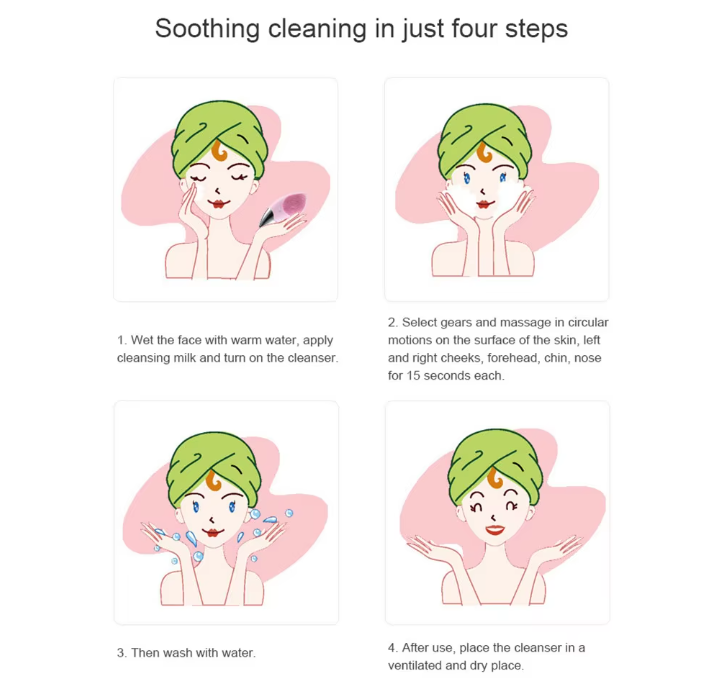 Soothing cleaning in just four steps
1. Wet the face with warm water, apply
cleansing milk and turn on the cleanser.
2. Select gears and massage in circular
motions on the surface of the skin, left
and right cheeks, forehead, chin, nose
for 15 seconds each.
3. Then wash with water.
4. After use, place the cleanser in a
ventilated and dry place.